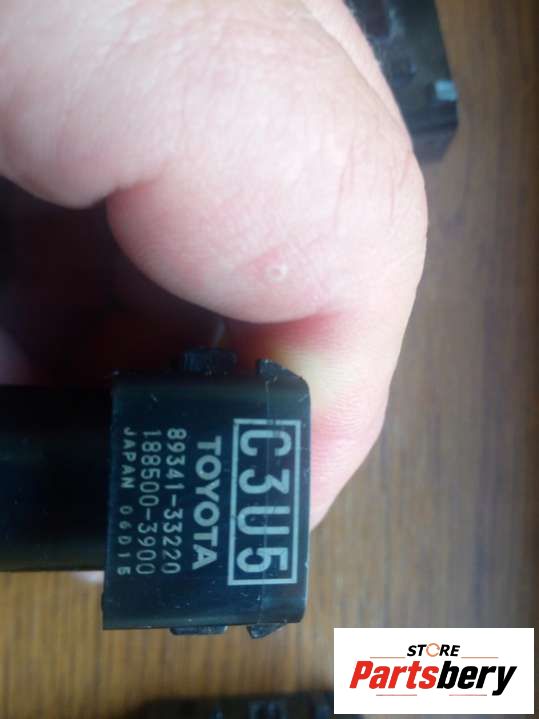 C3U5
TOYOTA
89341-33220
188500-3900
JAPAN 06D15
STORE
Partsbery